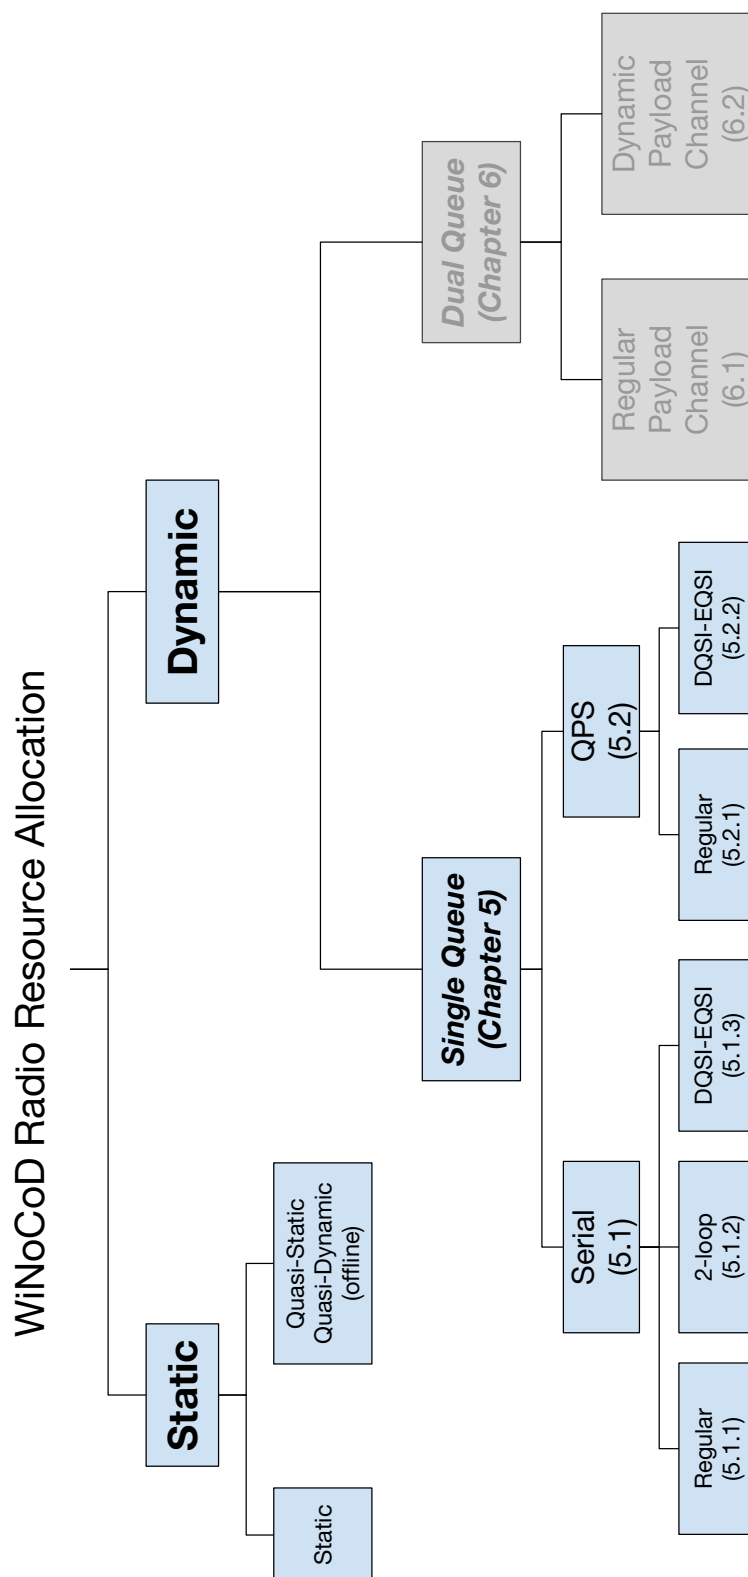 WiNoCoD Radio Resource Allocation
Static
Dynamic
Static
Quasi-Static
Quasi-Dynamic
(offline)
Single Queue
(Chapter 5)
Dual Queue
(Chapter 6)
Serial
(5.1)
QPS
(5.2)
Regular
Payload
Channel
(6.1)
Dynamic
Payload
Channel
(6.2)
Regular
(5.1.1)
2-loop
(5.1.2)
DQSI-EQSI
(5.1.3)
Regular
(5.2.1)
DQSI-EQSI
(5.2.2)